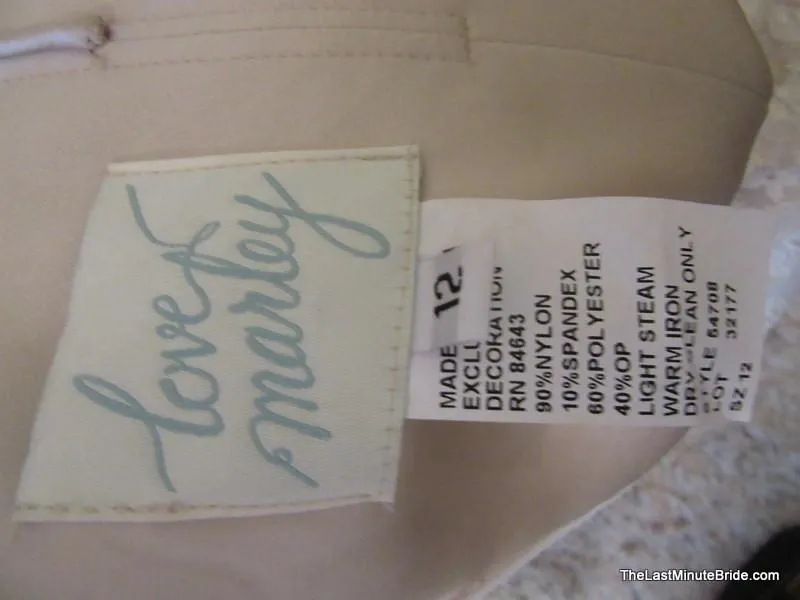 love
marley
12
MADE
EXCLU
DECORATION
RN 84643
90%NYLON
10%SPANDEX
60%POLYESTER
40%OP
LIGHT STEAM
WARM IRON
DRY CLEAN ONLY
STYLE 54708
LOT 32177
SZ 12
TheLastMinuteBride.com